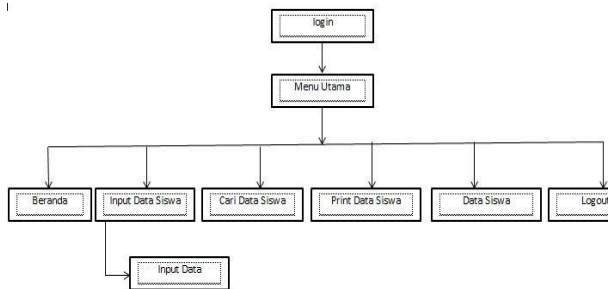 login
Menu Utama
Beranda
Input Data Siswa
Cari Data Siswa
Print Data Siswa
Data Siswa
Logout
Input Data